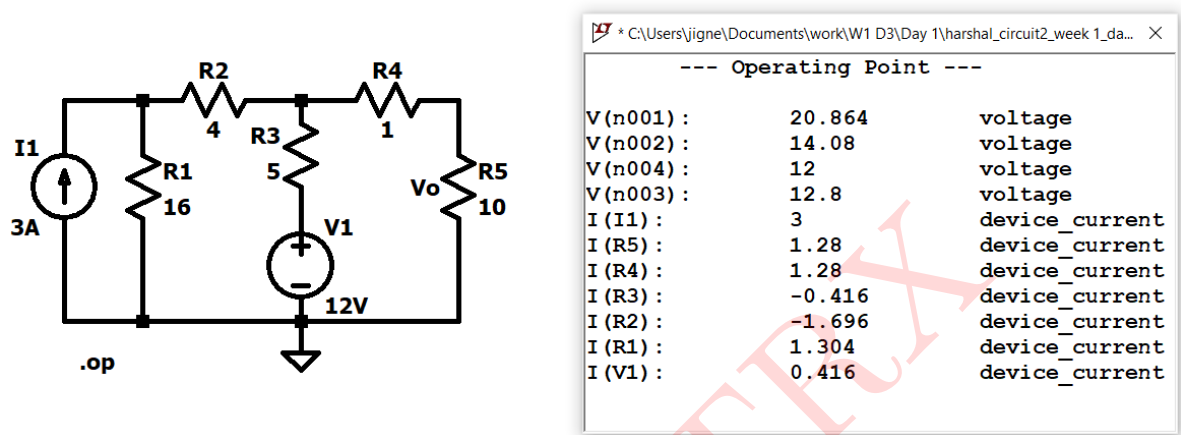 R2
4
R4
1
I1
3A
R1
16
R3
5
V1
12V
Vo
R5
10
.op
* C:\Users\jigne\Documents\work\W1 D3\Day 1\harshal_circuit2_week 1_da...
--- Operating Point ---
V(n001): 20.864 voltage
V(n002): 14.08 voltage
V(n004): 12 voltage
V(n003): 12.8 voltage
I(I1): 3 device_current
I(R5): 1.28 device_current
I(R4): 1.28 device_current
I(R3): -0.416 device_current
I(R2): -1.696 device_current
I(R1): 1.304 device_current
I(V1): 0.416 device_current